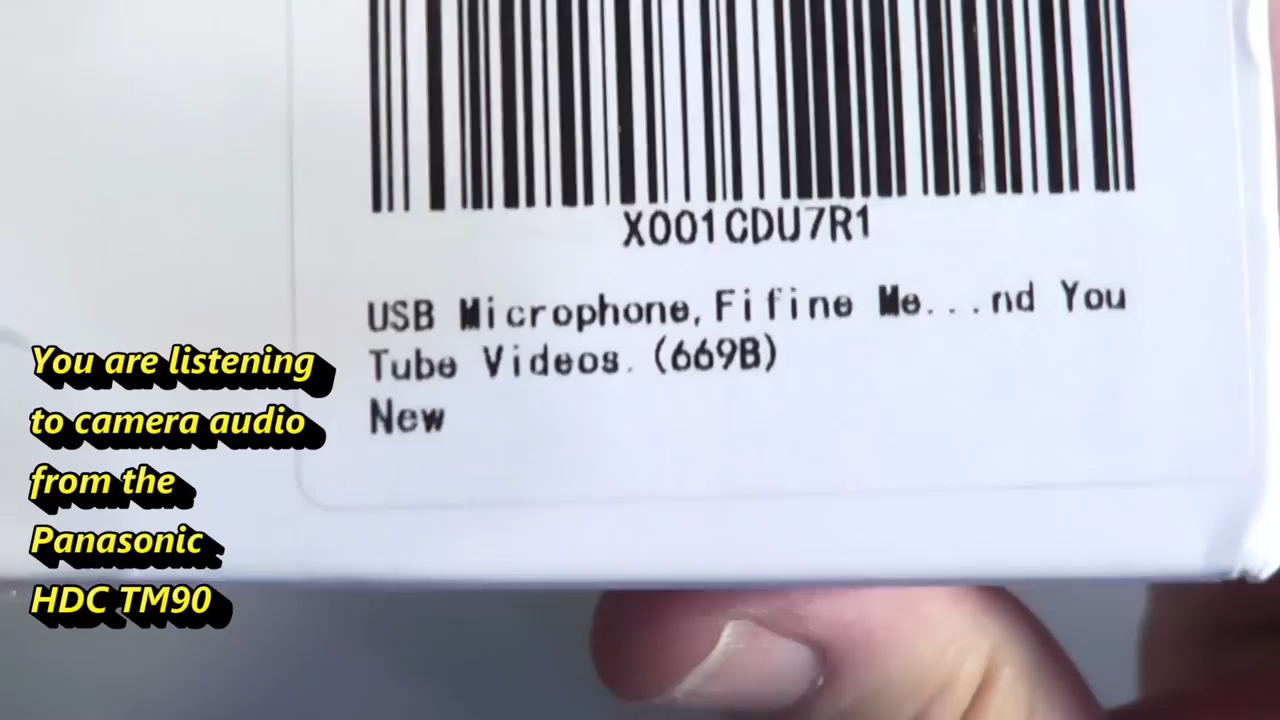 X001CDU7R1
USB Microphone,Fifine Me...nd You
Tube Videos. (669B)
New
You are listening
to camera audio
from the
Panasonic
HDC TM90